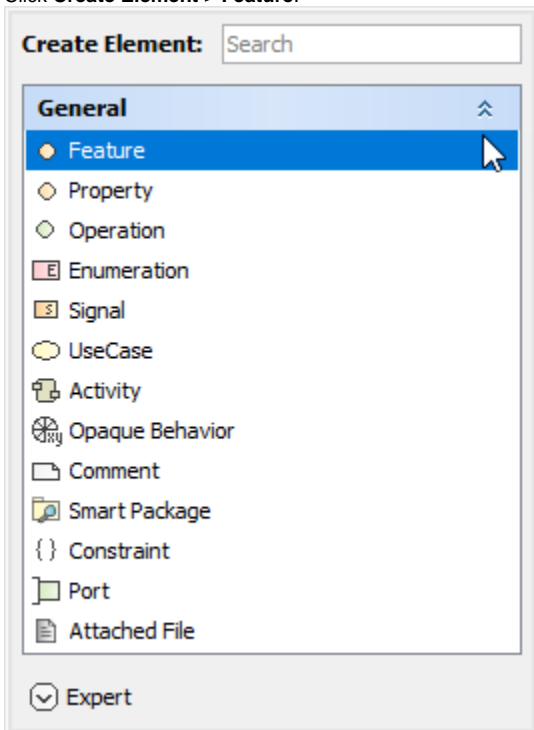 Click Create Element > Feature.
Create Element: Search
General
Feature
Property
Operation
E Enumeration
S Signal
UseCase
Activity
xy Opaque Behavior
Comment
Smart Package
{ } Constraint
Port
Attached File
Expert